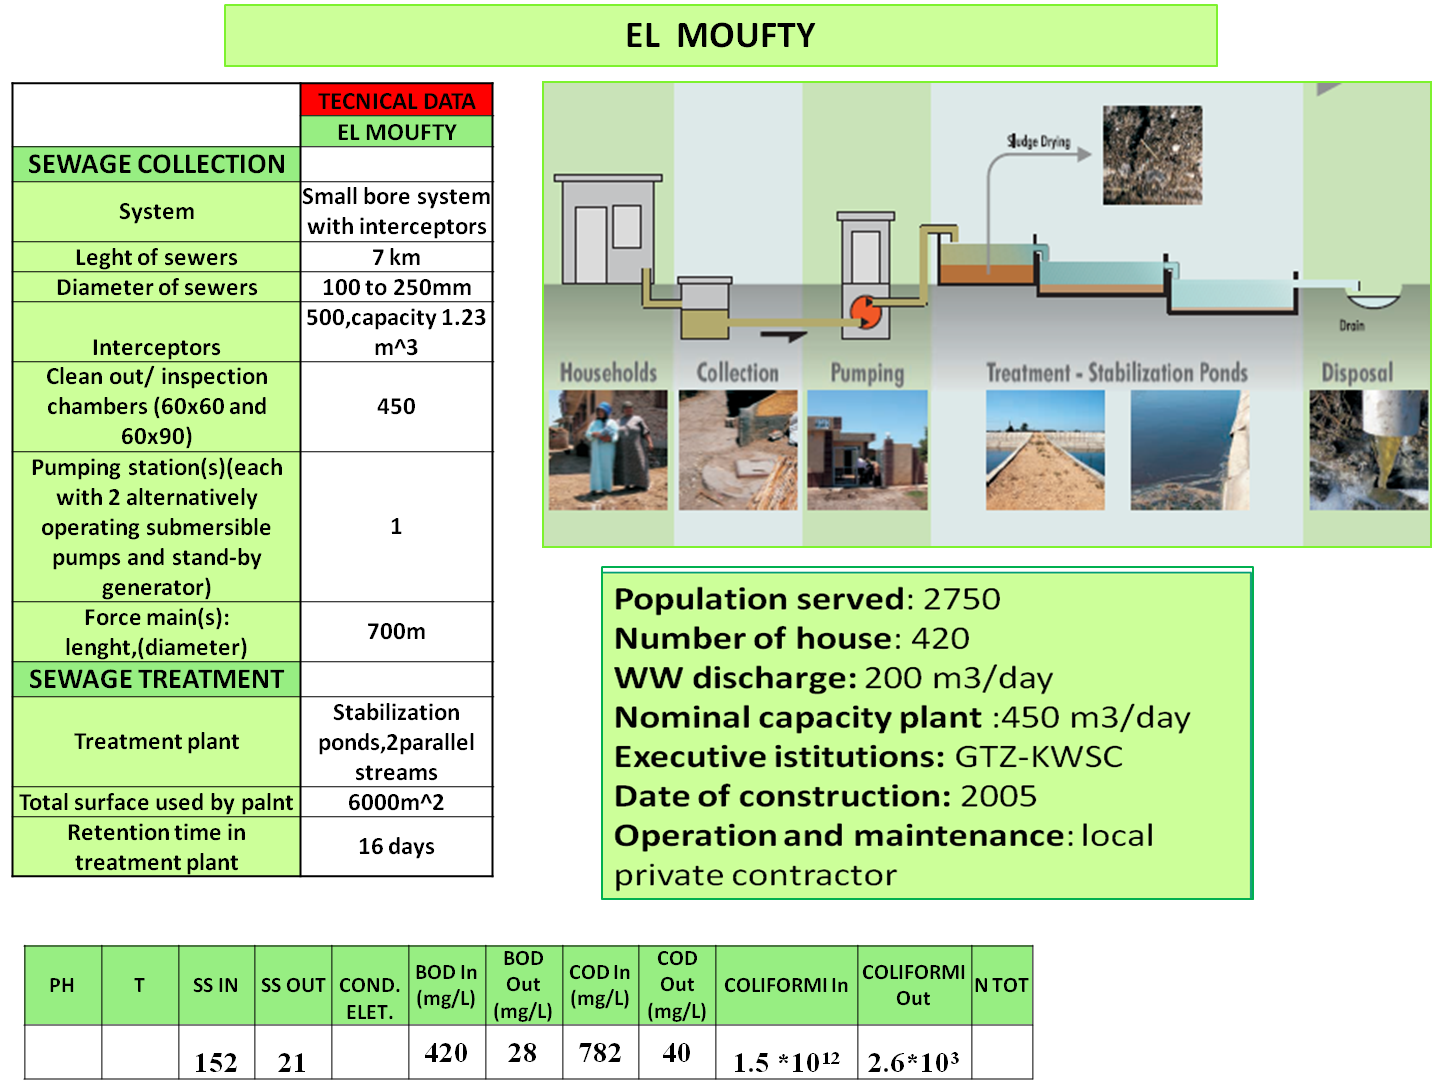 EL MOUFTY
TECNICAL DATA
EL MOUFTY
SEWAGE COLLECTION
System
Small bore system
with interceptors
Leght of sewers
7 km
Diameter of sewers
100 to 250mm
Interceptors
500,capacity 1.23
m^3
Clean out/ inspection
chambers (60x60 and
60x90)
450
Pumping station(s)(each
with 2 alternatively
operating submersible
pumps and stand-by
generator)
1
Force main(s):
lenght,(diameter)
700m
SEWAGE TREATMENT
Treatment plant
Stabilization
ponds,2parallel
streams
Total surface used by palnt
6000m^2
Retention time in
treatment plant
16 days
Sludge Drying
Drain
Households
Collection
Pumping
Treatment - Stabilization Ponds
Disposal
Population served: 2750
Number of house: 420
WW discharge: 200 m3/day
Nominal capacity plant :450 m3/day
Executive istitutions: GTZ-KWSC
Date of construction: 2005
Operation and maintenance: local
private contractor
PH
T
SS IN
SS OUT
COND.
ELET.
BOD In
(mg/L)
BOD
Out
(mg/L)
COD In
(mg/L)
COD
Out
(mg/L)
COLIFORMI In
COLIFORMI
Out
N TOT
152
21
420
28
782
40
1.5 *10¹²
2.6*10³